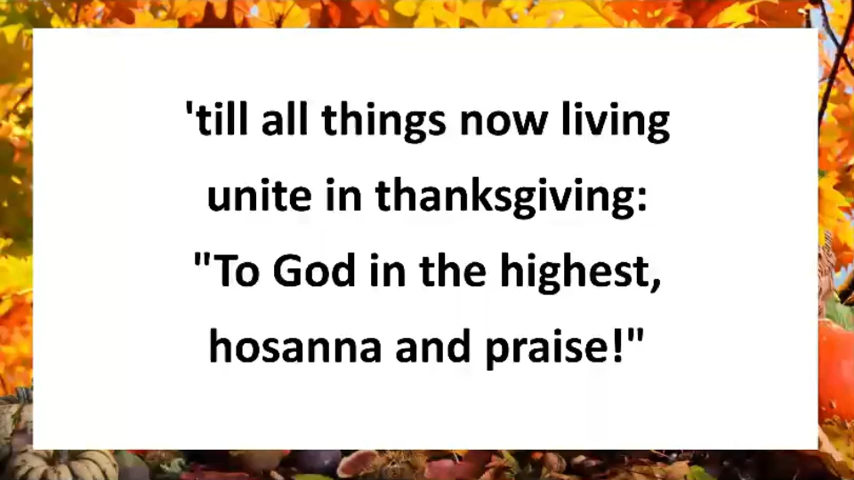 'till all things now living
unite in thanksgiving:
"To God in the highest,
hosanna and praise!"